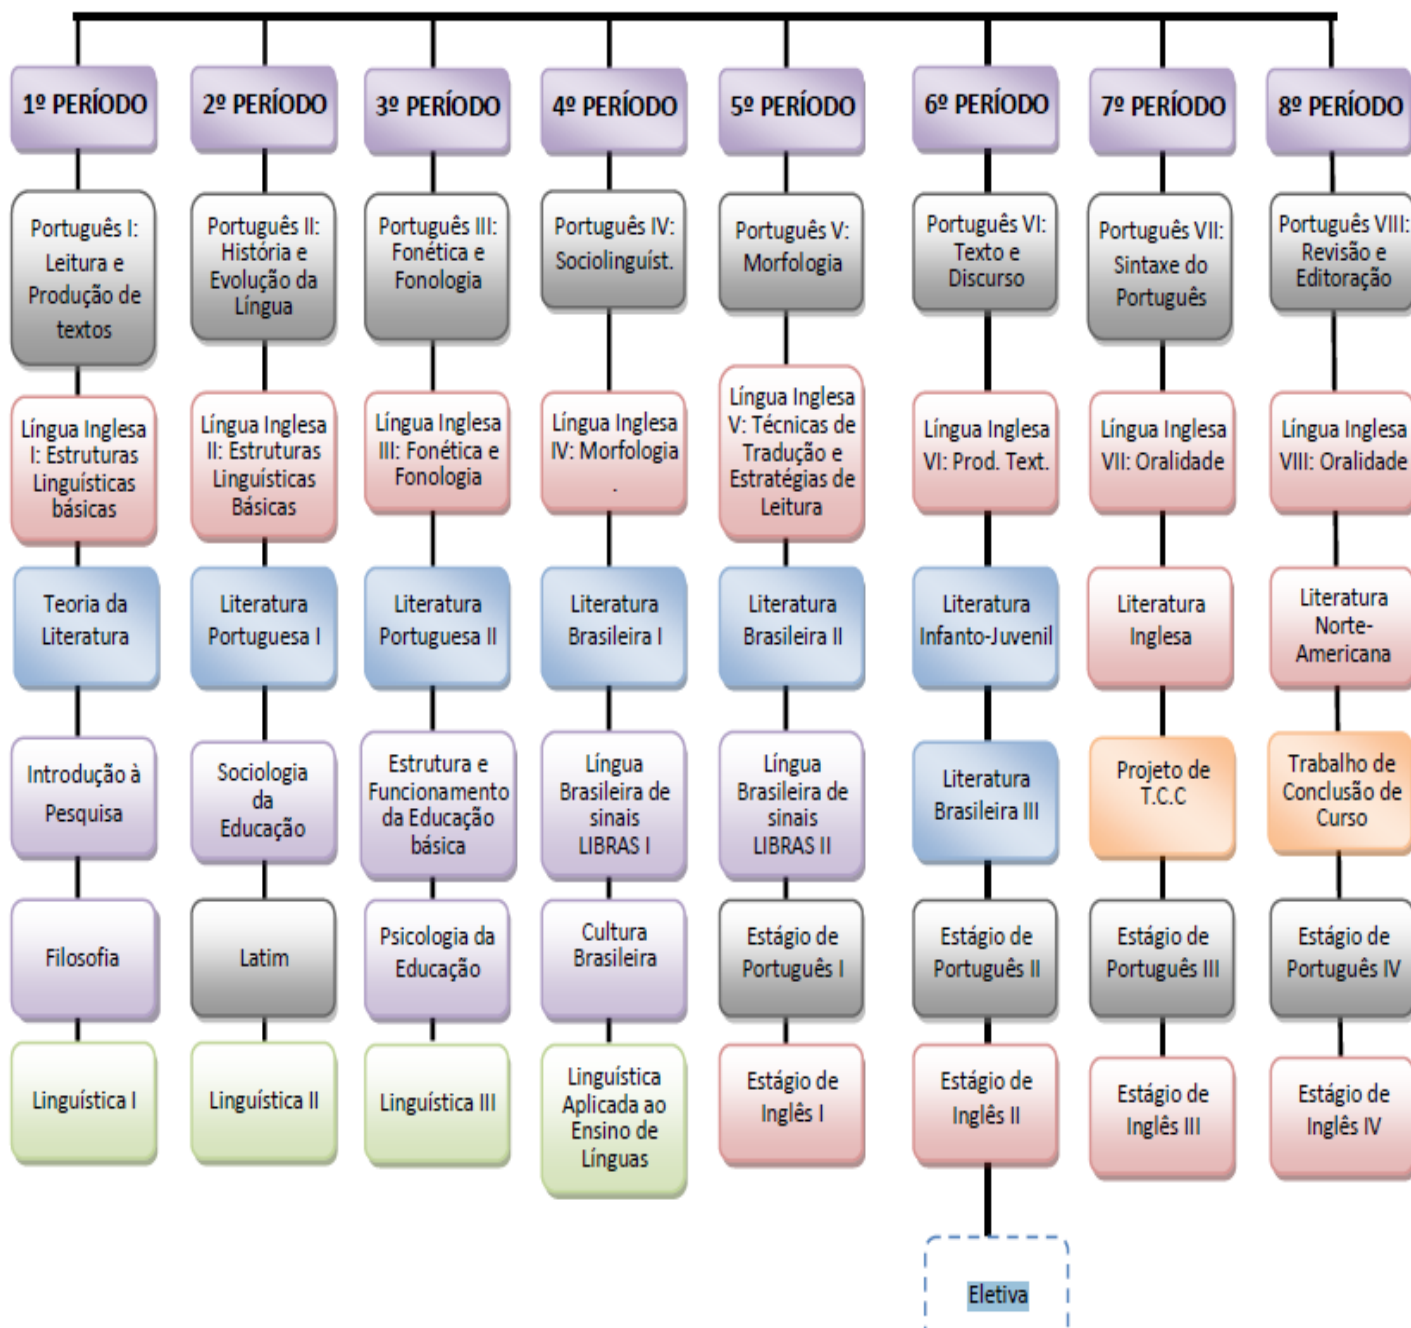 1º PERÍODO
2º PERÍODO
3º PERÍODO
4º PERÍODO
5º PERÍODO
6º PERÍODO
7º PERÍODO
8º PERÍODO
Português I:
Leitura e
Produção de
textos
Português II:
História e
Evolução da
Língua
Português III:
Fonética e
Fonologia
Português IV:
Sociolinguíst.
Português V:
Morfologia
Português VI:
Texto e
Discurso
Português VII:
Sintaxe do
Português
Português VIII:
Revisão e
Editoração
Língua Inglesa
I: Estruturas
Linguísticas
básicas
Língua Inglesa
II: Estruturas
Linguísticas
Básicas
Língua Inglesa
III: Fonética e
Fonologia
Língua Inglesa
IV: Morfologia
.
Língua Inglesa
V: Técnicas de
Tradução e
Estratégias de
Leitura
Língua Inglesa
VI: Prod. Text.
Língua Inglesa
VII: Oralidade
Língua Inglesa
VIII: Oralidade
Teoria da
Literatura
Literatura
Portuguesa I
Literatura
Portuguesa II
Literatura
Brasileira I
Literatura
Brasileira II
Literatura
Infanto-Juvenil
Literatura
Inglesa
Literatura
Norte-
Americana
Introdução à
Pesquisa
Sociologia
da
Educação
Estrutura e
Funcionamento
da Educação
básica
Língua
Brasileira de
sinais
LIBRAS I
Língua
Brasileira de
sinais
LIBRAS II
Literatura
Brasileira III
Projeto de
T.C.C
Trabalho de
Conclusão de
Curso
Filosofia
Latim
Psicologia da
Educação
Cultura
Brasileira
Estágio de
Português I
Estágio de
Português II
Estágio de
Português III
Estágio de
Português IV
Linguística I
Linguística II
Linguística III
Linguística
Aplicada ao
Ensino de
Línguas
Estágio de
Inglês I
Estágio de
Inglês II
Estágio de
Inglês III
Estágio de
Inglês IV
Eletiva